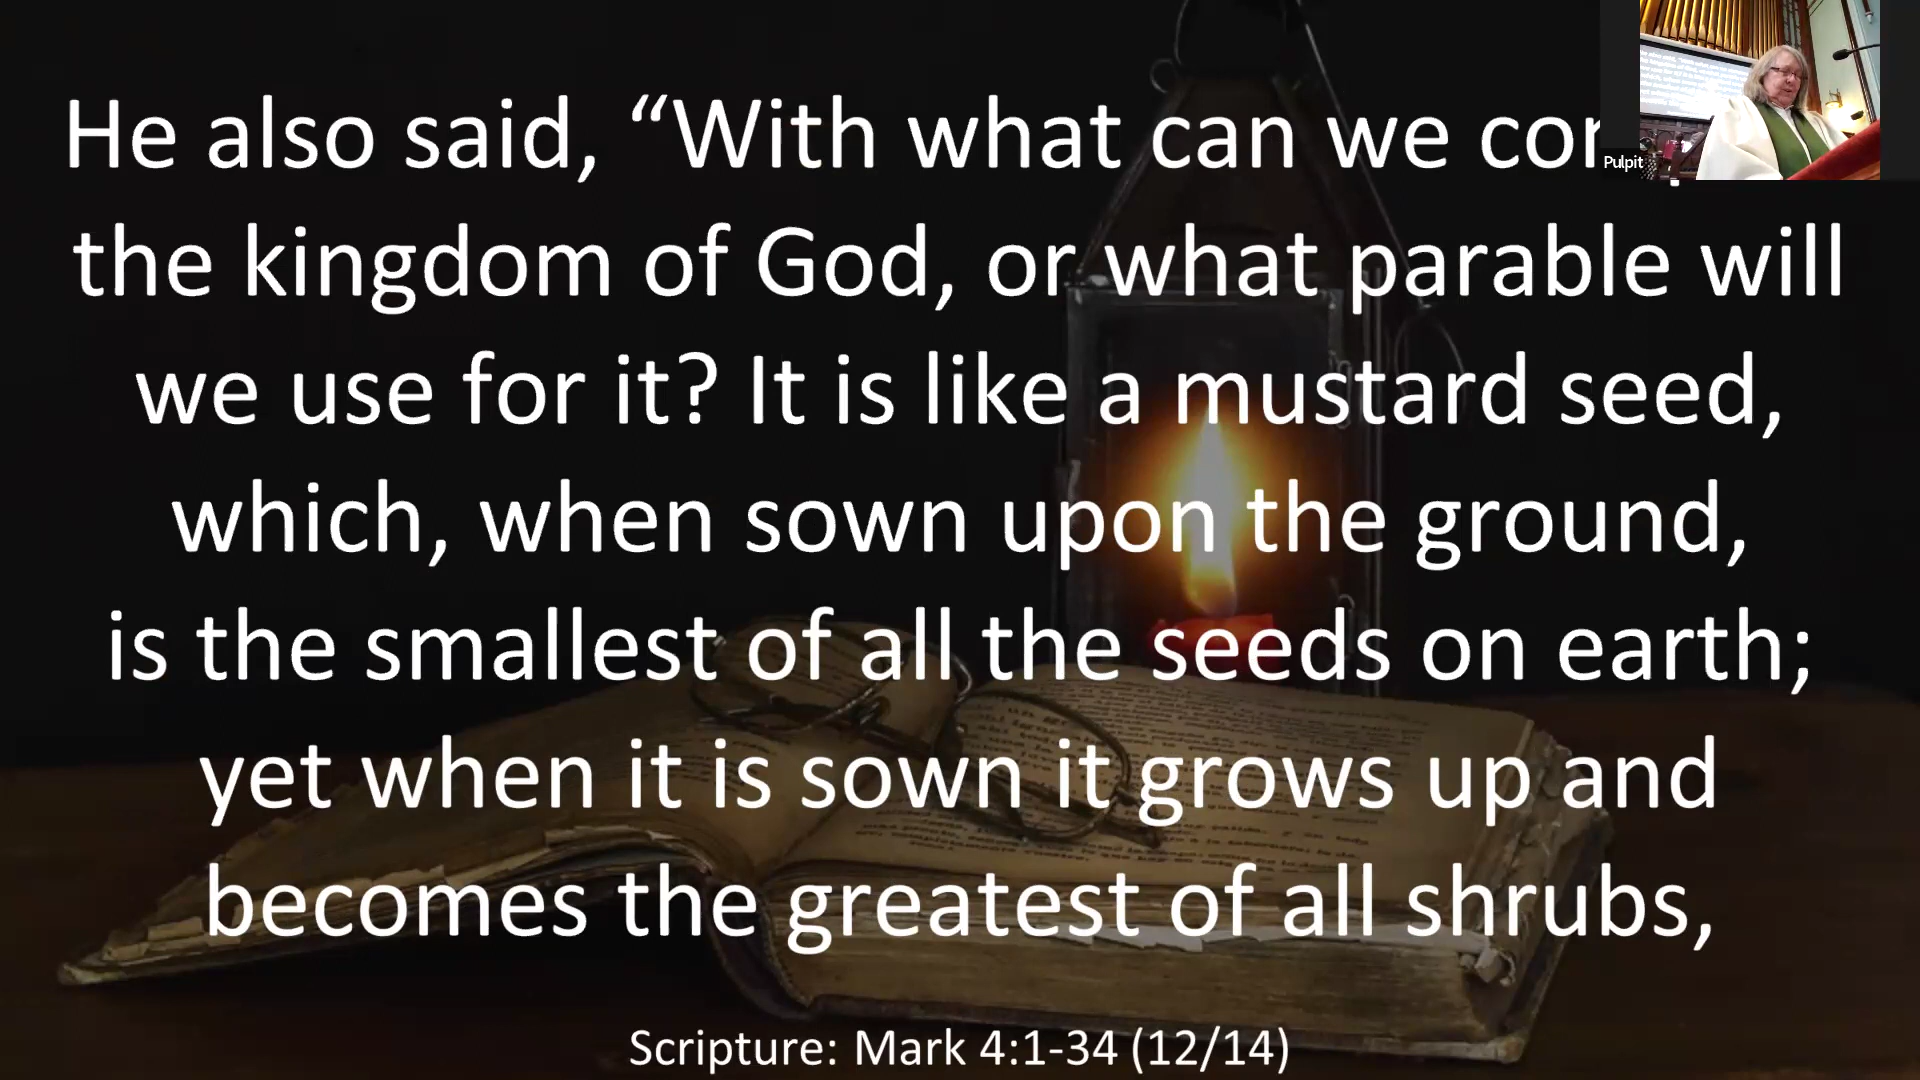 He also said, “With what can we
the kingdom of God, or what parable will
we use for it? It is like a mustard seed,
which, when sown upon the ground,
is the smallest of all the seeds on earth;
yet when it is sown it grows up and
becomes the greatest of all shrubs,
Scripture: Mark 4:1-34 (12/14)
Pulpit